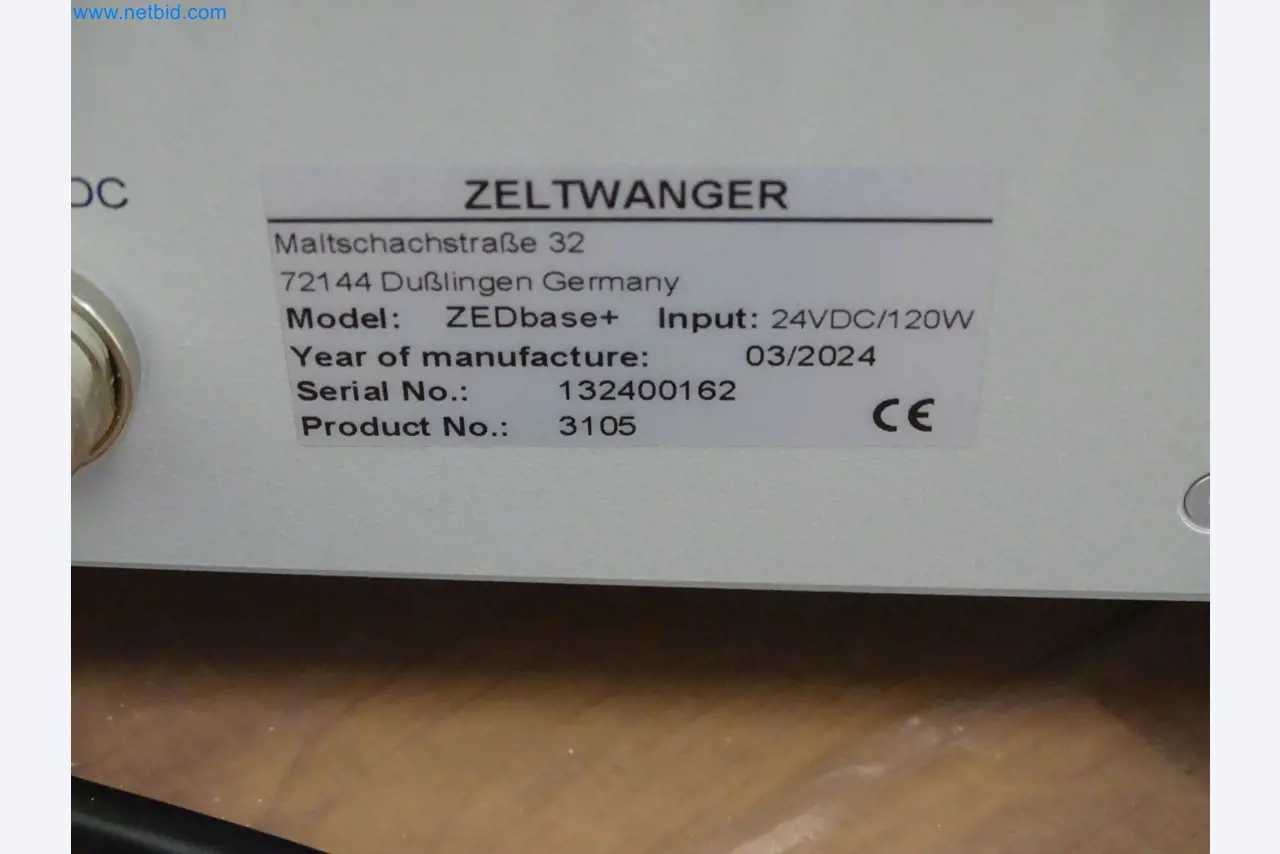 www.netbid.com
DC
ZELTWANGER
Maltschachstraße 32
72144 Dußlingen Germany
Model: ZEDbase+ Input: 24VDC/120W
Year of manufacture: 03/2024
Serial No.: 132400162
Product No.: 3105
CE